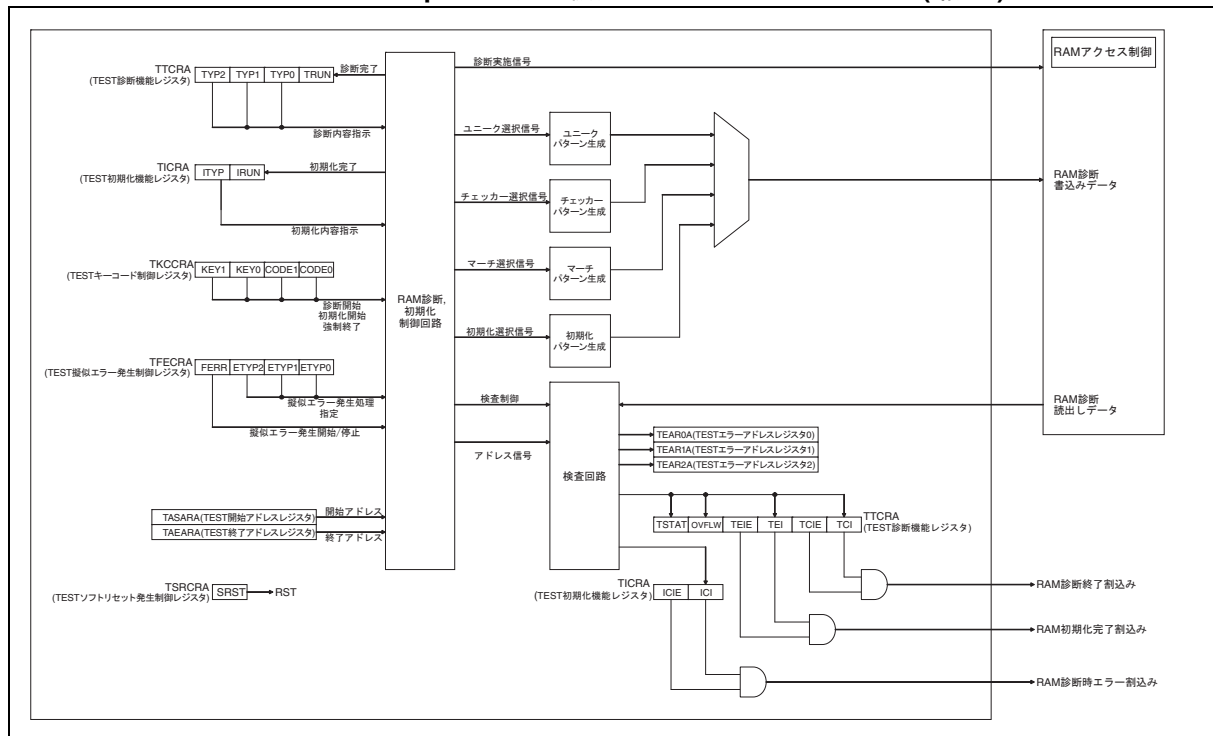 RAMアクセス制御
TTCRA
(TEST診断機能レジスタ)
TYP2 TYP1 TYP0 TRUN
診断完了
診断内容指示
診断実施信号
TICRA
(TEST初期化機能レジスタ)
ITYP IRUN
初期化完了
初期化内容指示
TKCCRA
(TESTキーコード制御レジスタ)
KEY1 KEY0 CODE1 CODE0
診断開始
初期化開始
強制終了
TFECRA
(TEST擬似エラー発生制御レジスタ)
FERR ETYP2 ETYP1 ETYP0
擬似エラー発生処理
指定
擬似エラー発生開始/停止
TASARA(TEST開始アドレスレジスタ)
開始アドレス
TAEARA(TEST終了アドレスレジスタ)
終了アドレス
TSRCRA
(TESTソフトリセット発生制御レジスタ)
SRST
RST
RAM診断,
初期化
制御回路
ユニーク選択信号
ユニーク
パターン生成
チェッカー選択信号
チェッカー
パターン生成
マーチ選択信号
マーチ
パターン生成
初期化選択信号
初期化
パターン生成
検査制御
アドレス信号
検査回路
RAM診断
書込みデータ
RAM診断
読出しデータ
TEAR0A(TESTエラーアドレスレジスタ0)
TEAR1A(TESTエラーアドレスレジスタ1)
TEAR2A(TESTエラーアドレスレジスタ2)
TSTAT OVFLW TEIE TEI TCIE TCI
TTCRA
(TEST診断機能レジスタ)
TICRA
(TEST初期化機能レジスタ)
ICIE ICI
RAM診断終了割込み
RAM初期化完了割込み
RAM診断時エラー割込み